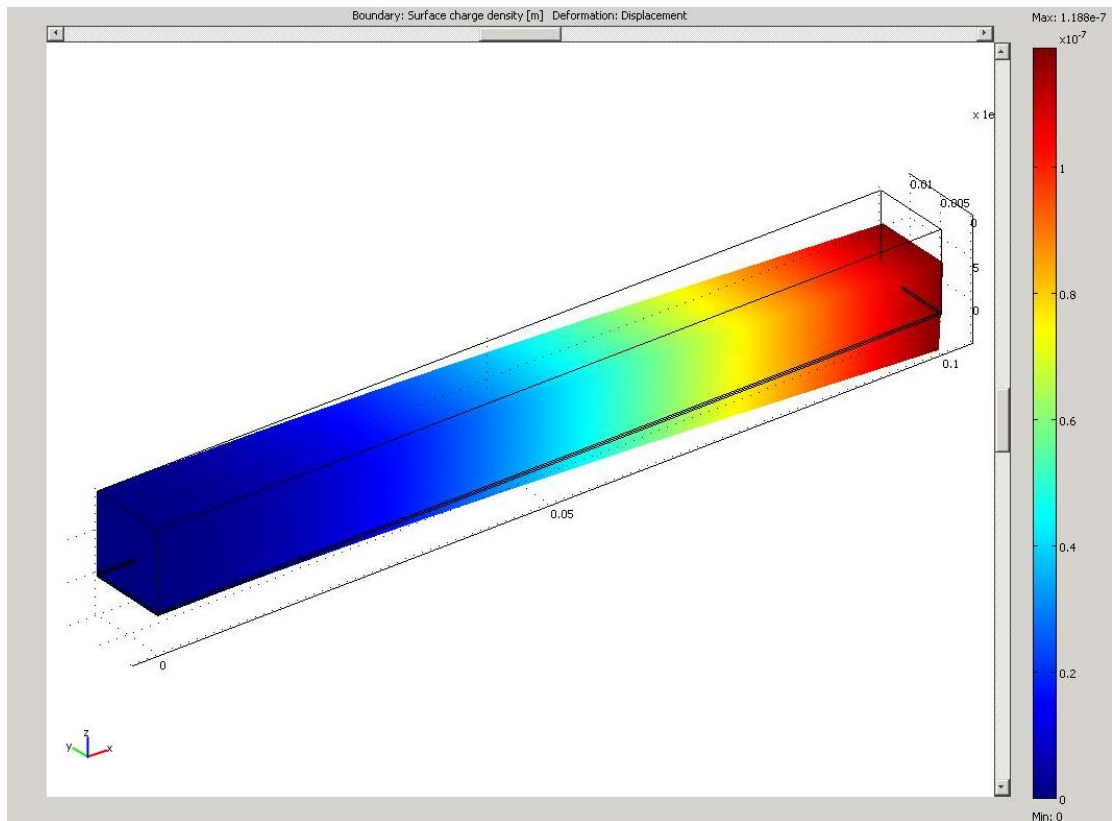 Boundary: Surface charge density [m] Deformation: Displacement
Max: 1.188e-7
x10-7
x 1e
1
0.01
0.005
0
5
0
0.8
0.1
0.6
0.05
0.4
0
0.2
z
y
x
0
Min: 0